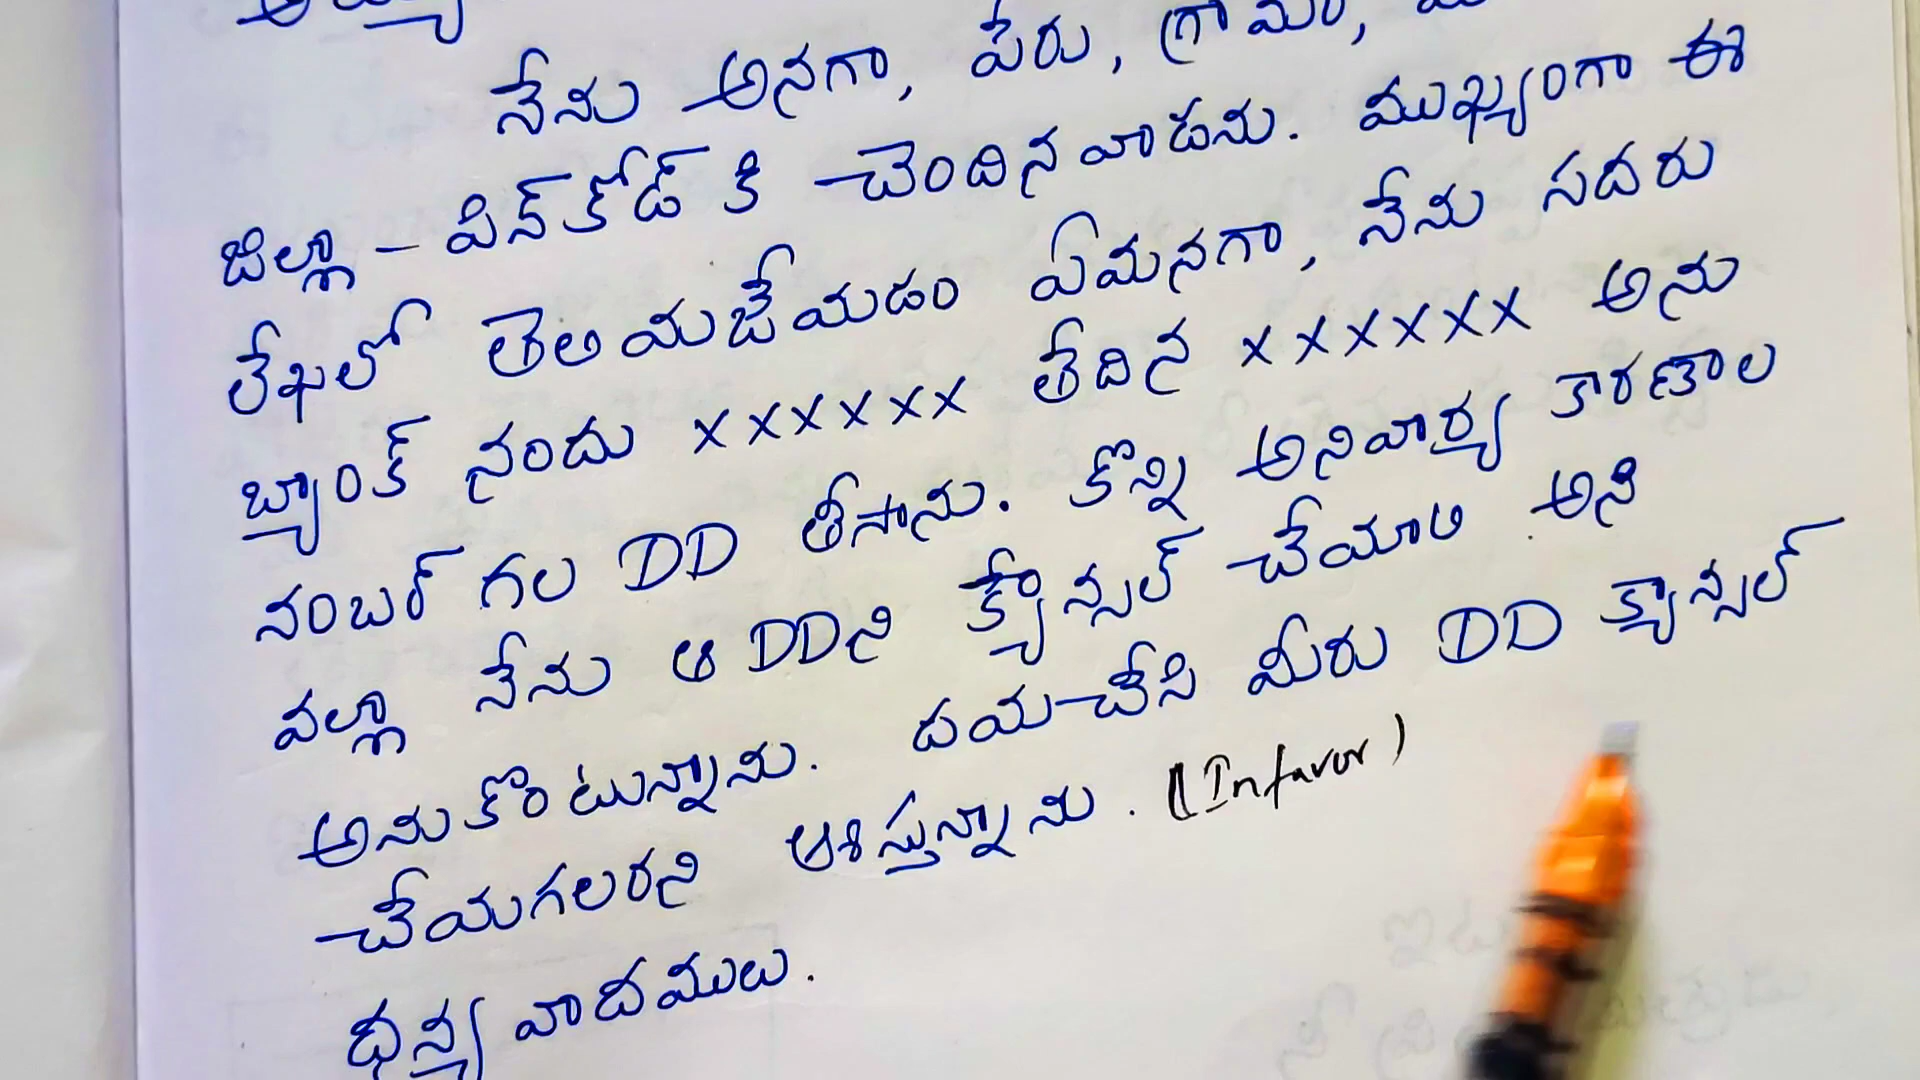 నేను అనగా, పేరు, గ్రామం,
జిల్లా - పిన్‌కోడ్ కి చెందినవాడను. ముఖ్యంగా ఈ
లేఖలో తెలియజేయడం ఏమనగా, నేను సదరు
బ్యాంక్ నందు xxxxxx తేదిన xxxxxx అను
నంబర్ గల DD తీసాను. కొన్ని అనివార్య కారణాల
వల్లా నేను ఆ DDని క్యాన్సల్ చేయాలి అని
అనుకొంటున్నాను. దయచేసి మీరు DD క్యాన్సల్
చేయగలరని ఆశిస్తున్నాను. (Infavor)
ధన్యవాదములు.